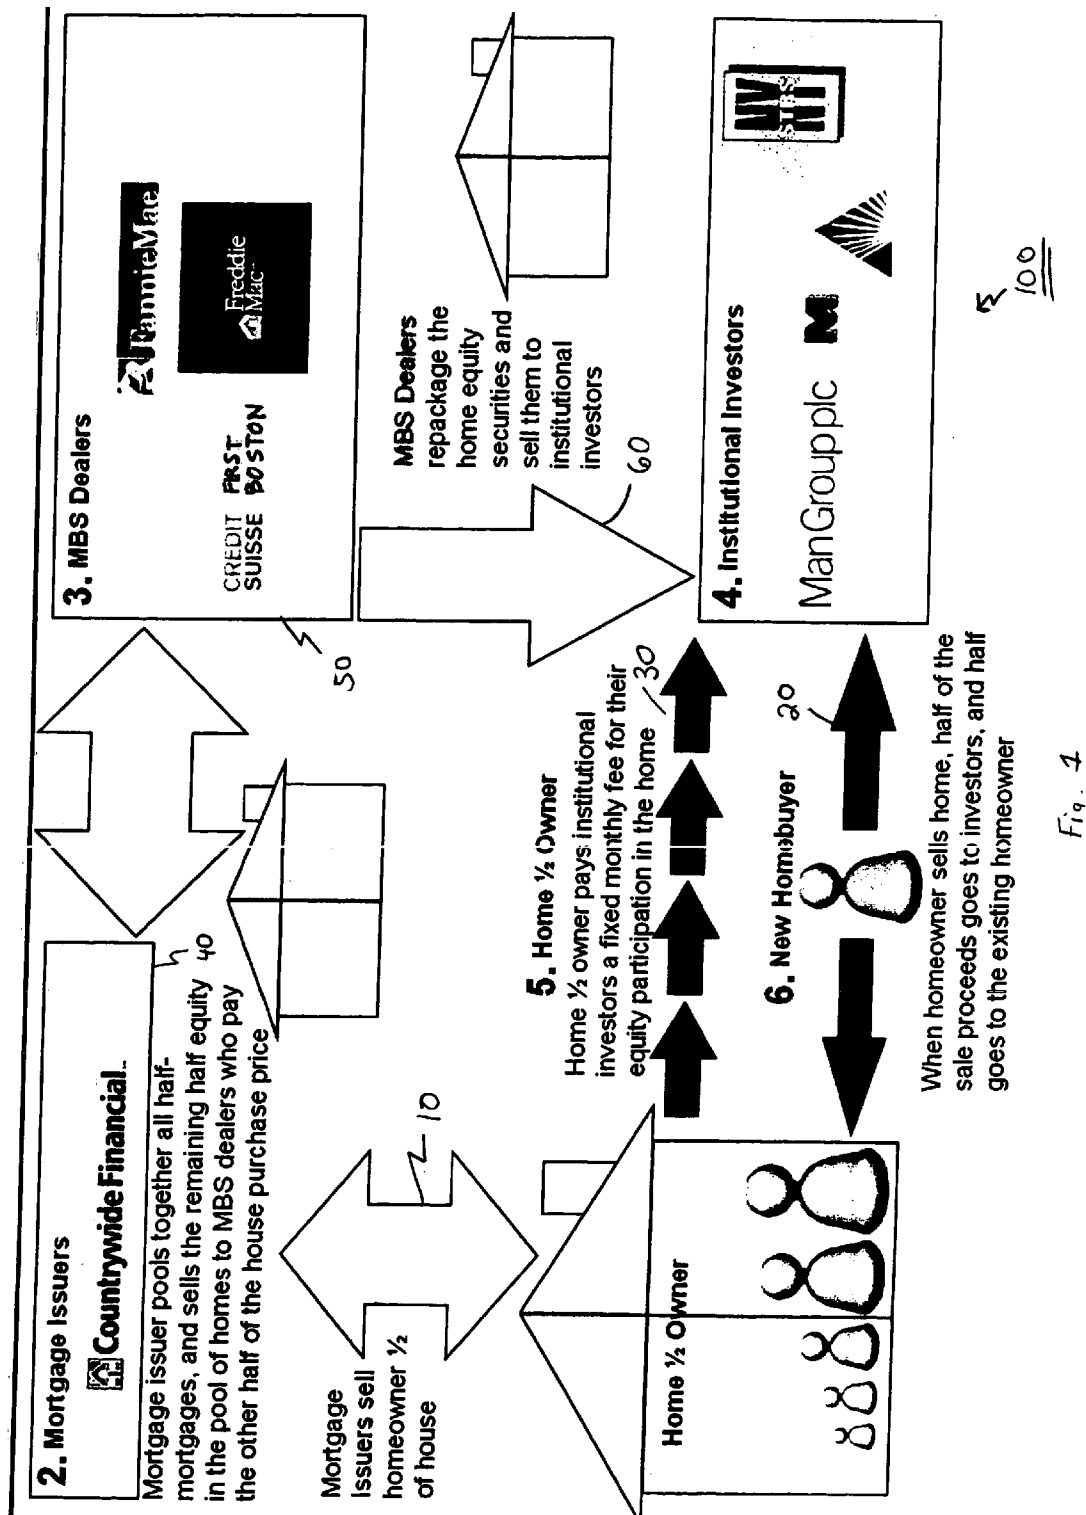 2. Mortgage Issuers
Countrywide Financial
Mortgage issuer pools together all half-
mortgages, and sells the remaining half equity
in the pool of homes to MBS dealers who pay
the other half of the house purchase price
40
3. MBS Dealers
FannieMae
Freddie
Mac
CREDIT FIRST
SUISSE BOSTON
50
Mortgage
Issuers sell
homeowner ½
of house
10
MBS Dealers
repackage the
home equity
securities and
sell them to
institutional
investors
60
Home ½ Owner
5. Home ½ Owner
Home ½ owner pays institutional
investors a fixed monthly fee for their
equity participation in the home
30
4. Institutional Investors
ManGroupplc
M
6. New Homebuyer
20
When homeowner sells home, half of the
sale proceeds goes to investors, and half
goes to the existing homeowner
100
Fig. 1